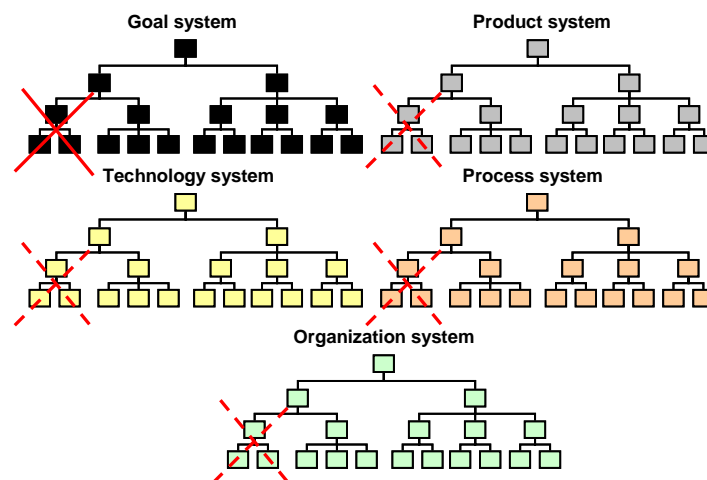 Goal system
Product system
Technology system
Process system
Organization system